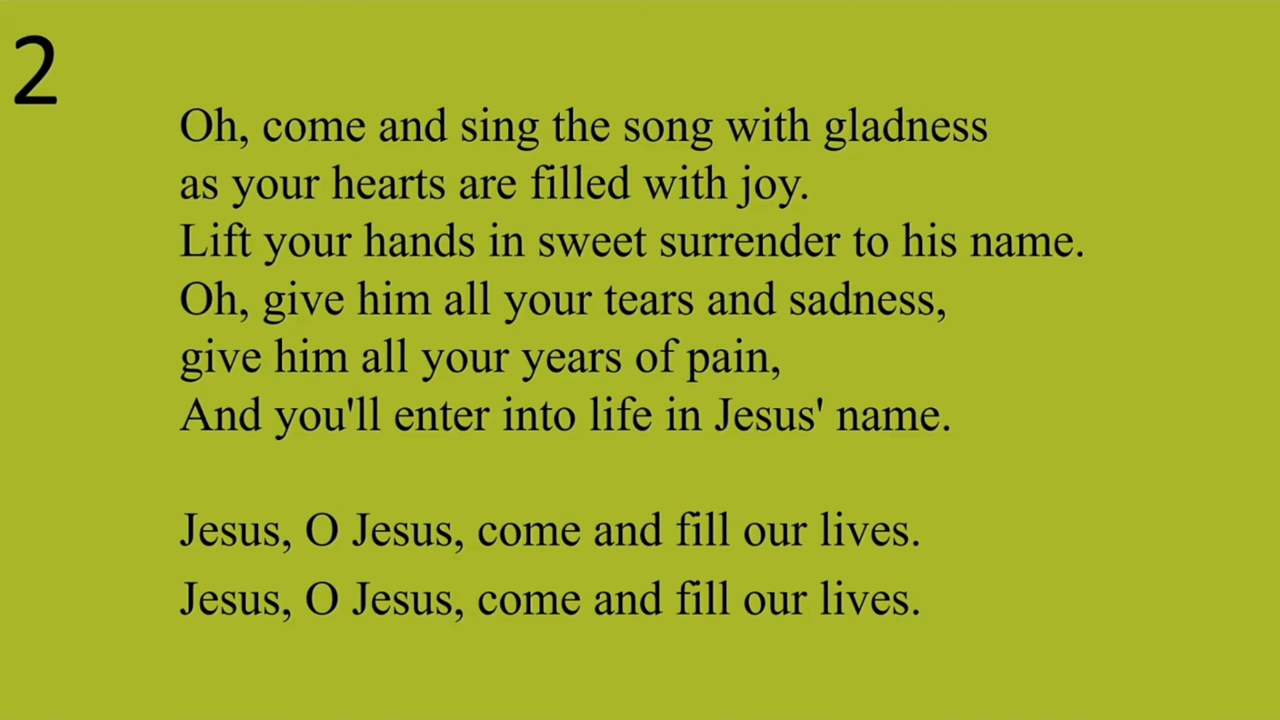 2
Oh, come and sing the song with gladness
as your hearts are filled with joy.
Lift your hands in sweet surrender to his name.
Oh, give him all your tears and sadness,
give him all your years of pain,
And you'll enter into life in Jesus' name.
Jesus, O Jesus, come and fill our lives.
Jesus, O Jesus, come and fill our lives.